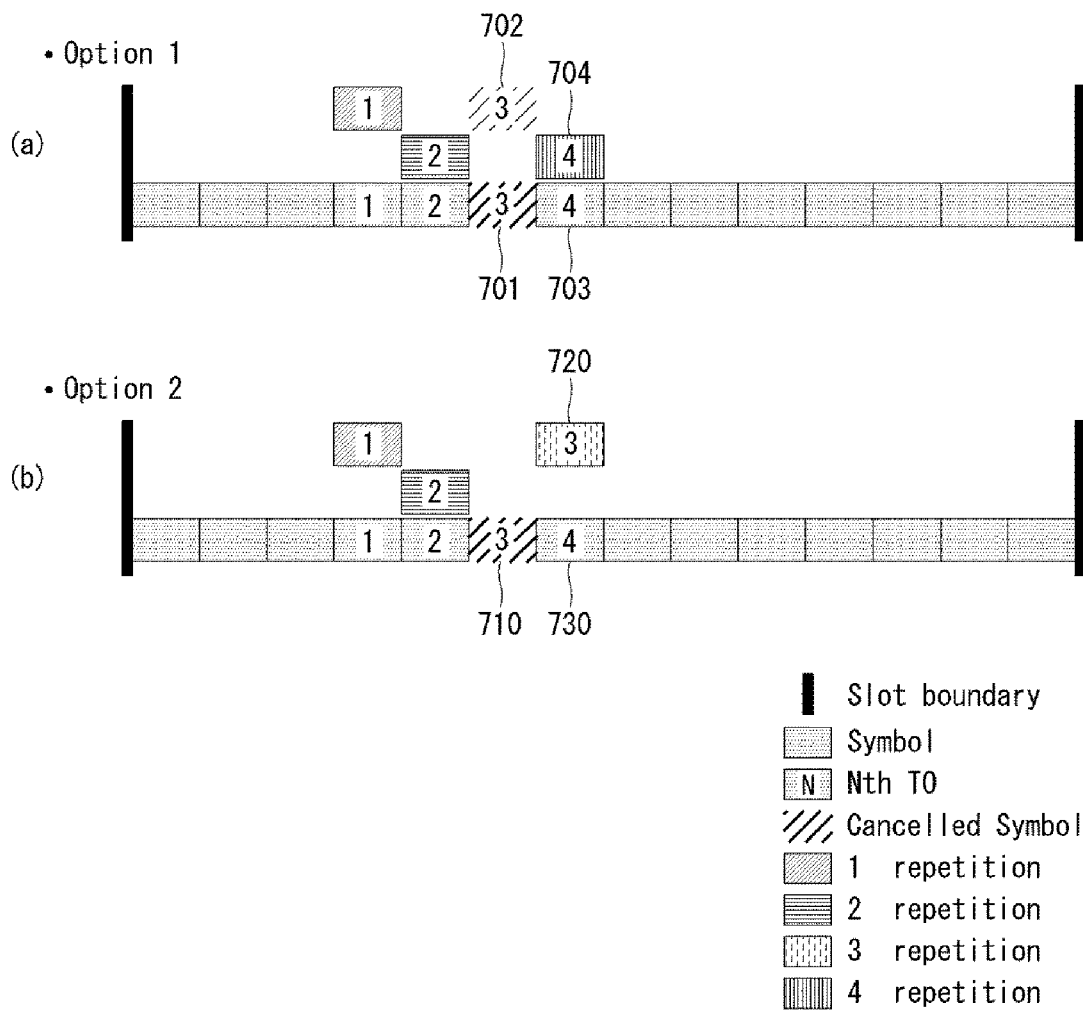 702
• Option 1
704
(a)
1
3
2
4
1 2 3 4
701 703
720
• Option 2
(b)
1
3
2
1 2 3 4
710 730
Slot boundary
Symbol
N Nth TO
Cancelled Symbol
1 repetition
2 repetition
3 repetition
4 repetition